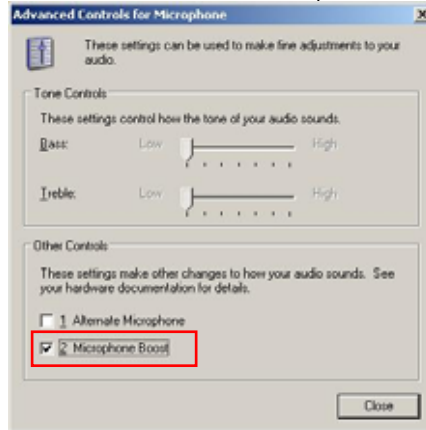 Advanced Controls for Microphone
These settings can be used to make fine adjustments to your
audio.
Tone Controls
These settings control how the tone of your audio sounds.
Bass: Low High
Treble: Low High
Other Controls
These settings make other changes to how your audio sounds. See
your hardware documentation for details.
1 Alternate Microphone
2 Microphone Boost
Close